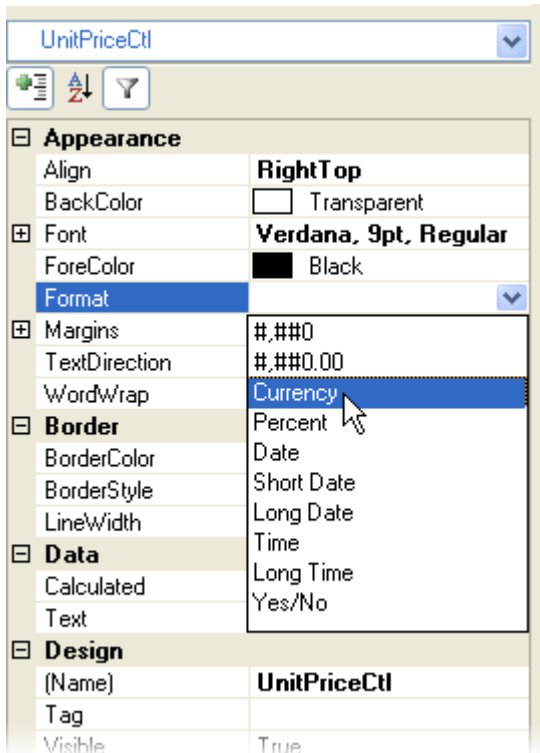 UnitPriceCtl
Appearance
Align RightTop
BackColor Transparent
Font Verdana, 9pt, Regular
ForeColor Black
Format
Margins #,##0
TextDirection #,##0.00
WordWrap Currency
Border Percent
BorderColor Date
BorderStyle Short Date
LineWidth Long Date
Data Time
Calculated Long Time
Text Yes/No
Design
(Name) UnitPriceCtl
Tag
Visible True